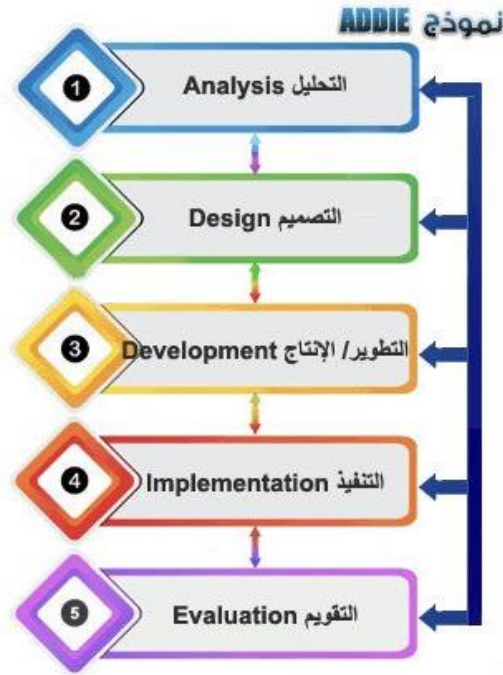 نموذج ADDIE
1
التحليل Analysis
2
التصميم Design
3
التطوير/ الإنتاج Development
4
التنفيذ Implementation
5
التقويم Evaluation